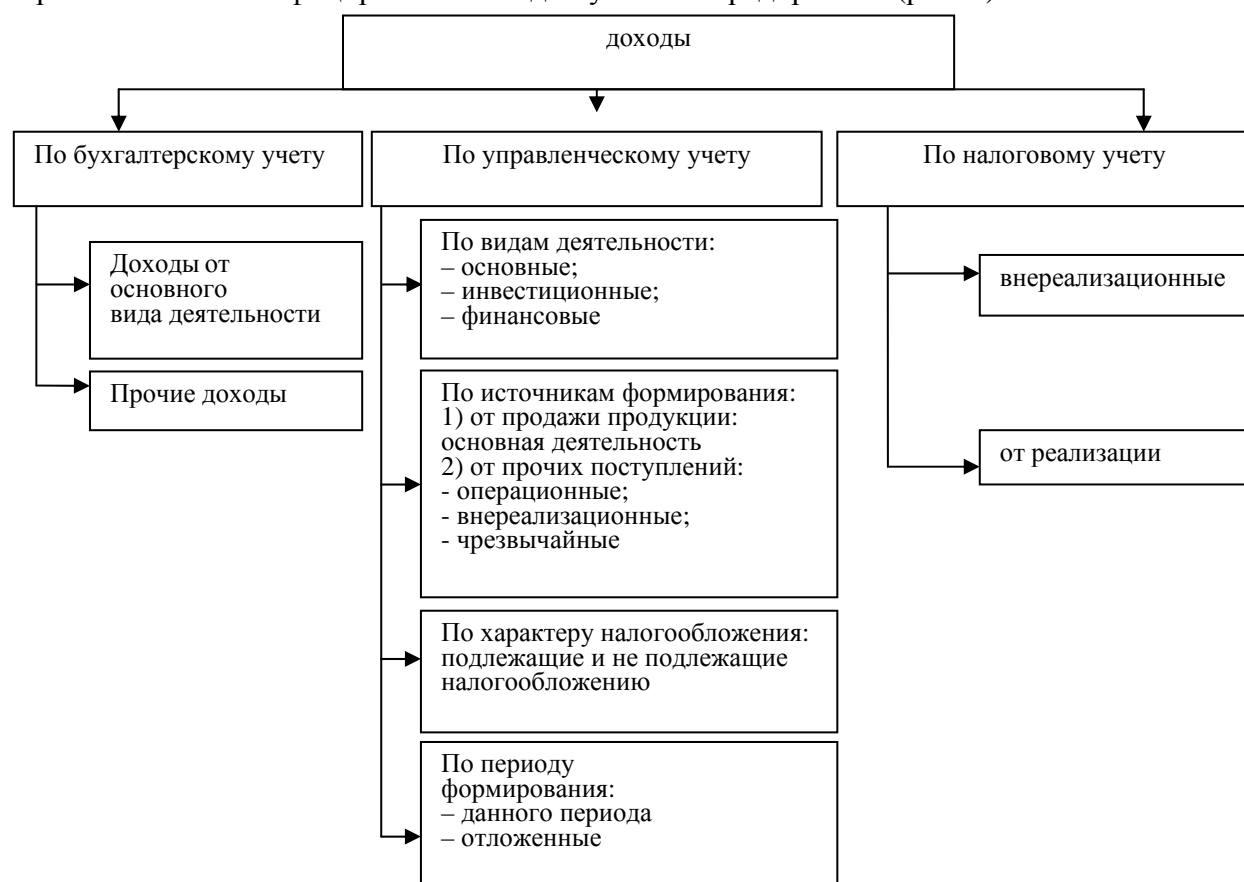 доходы
По бухгалтерскому учету
По управленческому учету
По налоговому учету
Доходы от
основного
вида деятельности
Прочие доходы
По видам деятельности:
– основные;
– инвестиционные;
– финансовые
По источникам формирования:
1) от продажи продукции:
основная деятельность
2) от прочих поступлений:
- операционные;
- внереализационные;
- чрезвычайные
По характеру налогообложения:
подлежащие и не подлежащие
налогообложению
По периоду
формирования:
– данного периода
– отложенные
внереализационные
от реализации